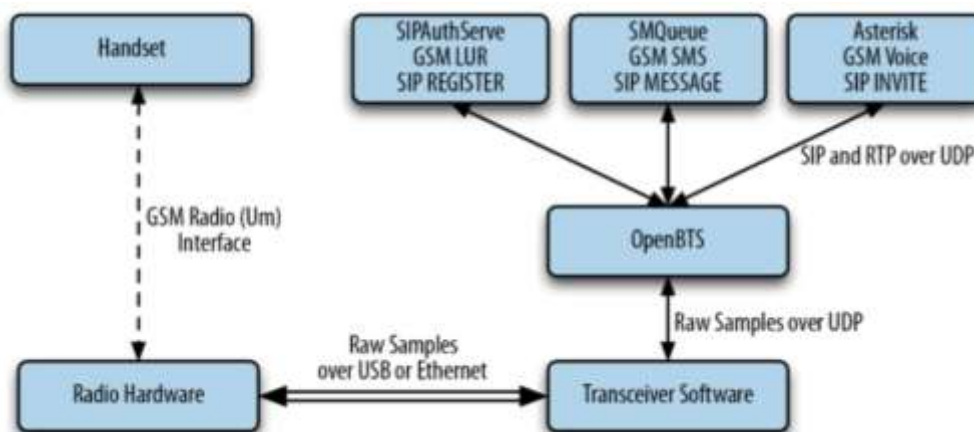 Handset
SIPAuthServe
GSM LUR
SIP REGISTER
SMQueue
GSM SMS
SIP MESSAGE
Asterisk
GSM Voice
SIP INVITE
SIP and RTP over UDP
GSM Radio (Um)
Interface
OpenBTS
Raw Samples over UDP
Raw Samples
over USB or Ethernet
Radio Hardware
Transceiver Software